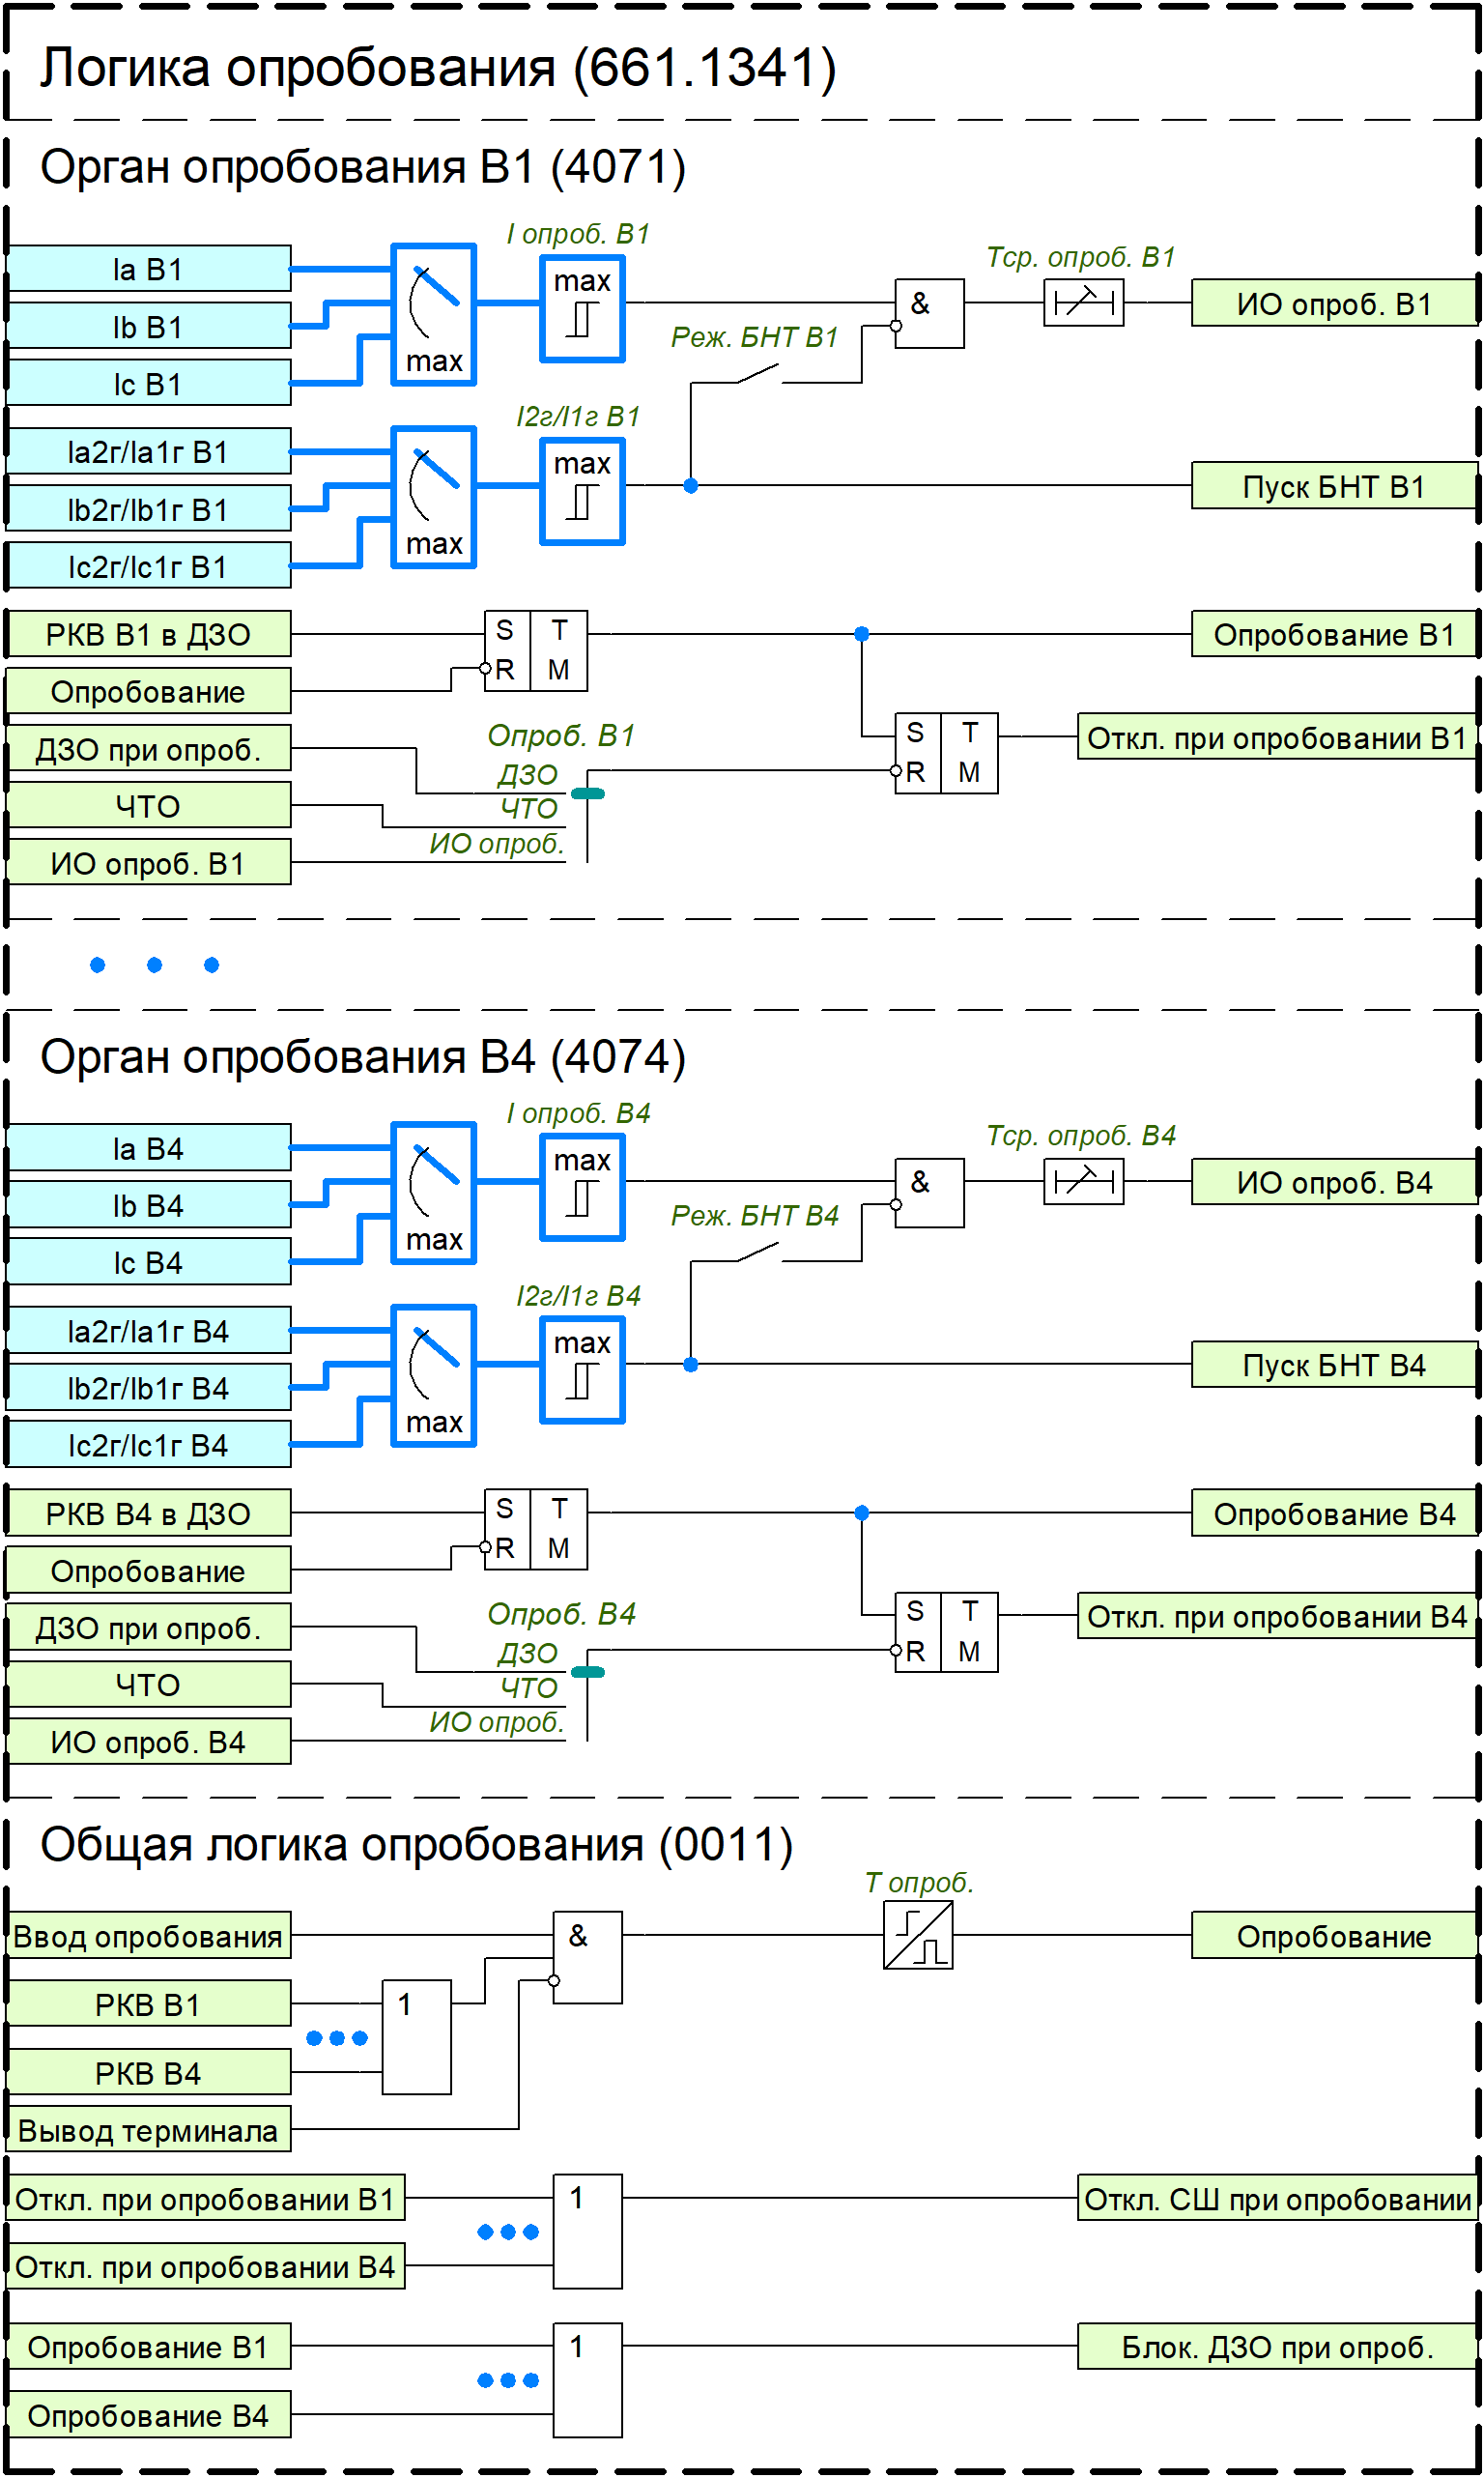 Логика опробования (661.1341)
Орган опробования В1 (4071)
I опроб. В1
Тср. опроб. В1
Ia В1
Ib В1
Ic В1
max
max
&
ИО опроб. В1
Реж. БНТ В1
I2г/I1г В1
Ia2г/Ia1г В1
Ib2г/Ib1г В1
Ic2г/Ic1г В1
max
max
Пуск БНТ В1
РКВ В1 в ДЗО
S T
R M
Опробование В1
Опробование
ДЗО при опроб.
Опроб. В1
ДЗО
ЧТО
ИО опроб.
S T
R M
Откл. при опробовании В1
ЧТО
ИО опроб. В1
Орган опробования В4 (4074)
I опроб. В4
Тср. опроб. В4
Ia В4
Ib В4
Ic В4
max
max
&
ИО опроб. В4
Реж. БНТ В4
I2г/I1г В4
Ia2г/Ia1г В4
Ib2г/Ib1г В4
Ic2г/Ic1г В4
max
max
Пуск БНТ В4
РКВ В4 в ДЗО
S T
R M
Опробование В4
Опробование
ДЗО при опроб.
Опроб. В4
ДЗО
ЧТО
ИО опроб.
S T
R M
Откл. при опробовании В4
ЧТО
ИО опроб. В4
Общая логика опробования (0011)
Т опроб.
Ввод опробования
&
Опробование
РКВ В1
1
РКВ В4
Вывод терминала
Откл. при опробовании В1
1
Откл. СШ при опробовании
Откл. при опробовании В4
Опробование В1
1
Блок. ДЗО при опроб.
Опробование В4